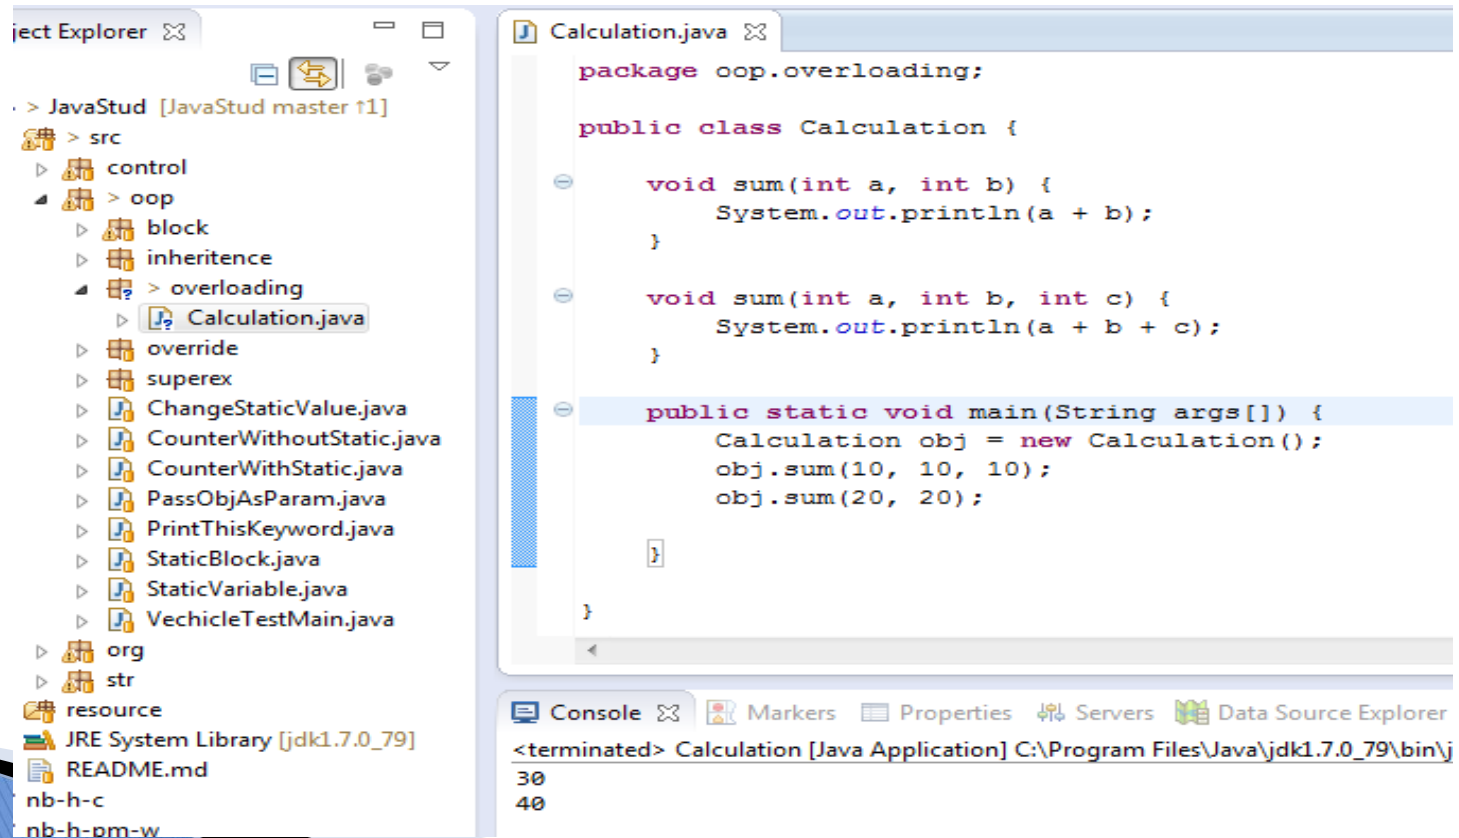 ject Explorer
> JavaStud [JavaStud master ↑1]
> src
control
> oop
block
inheritence
> overloading
Calculation.java
override
superex
ChangeStaticValue.java
CounterWithoutStatic.java
CounterWithStatic.java
PassObjAsParam.java
PrintThisKeyword.java
StaticBlock.java
StaticVariable.java
VechicleTestMain.java
org
str
resource
JRE System Library [jdk1.7.0_79]
README.md
nb-h-c
nb-h-pm-w
Calculation.java
package oop.overloading;
public class Calculation {
void sum(int a, int b) {
System.out.println(a + b);
}
void sum(int a, int b, int c) {
System.out.println(a + b + c);
}
public static void main(String args[]) {
Calculation obj = new Calculation();
obj.sum(10, 10, 10);
obj.sum(20, 20);
}
}
Console Markers Properties Servers Data Source Explorer
<terminated> Calculation [Java Application] C:\Program Files\Java\jdk1.7.0_79\bin\j
30
40